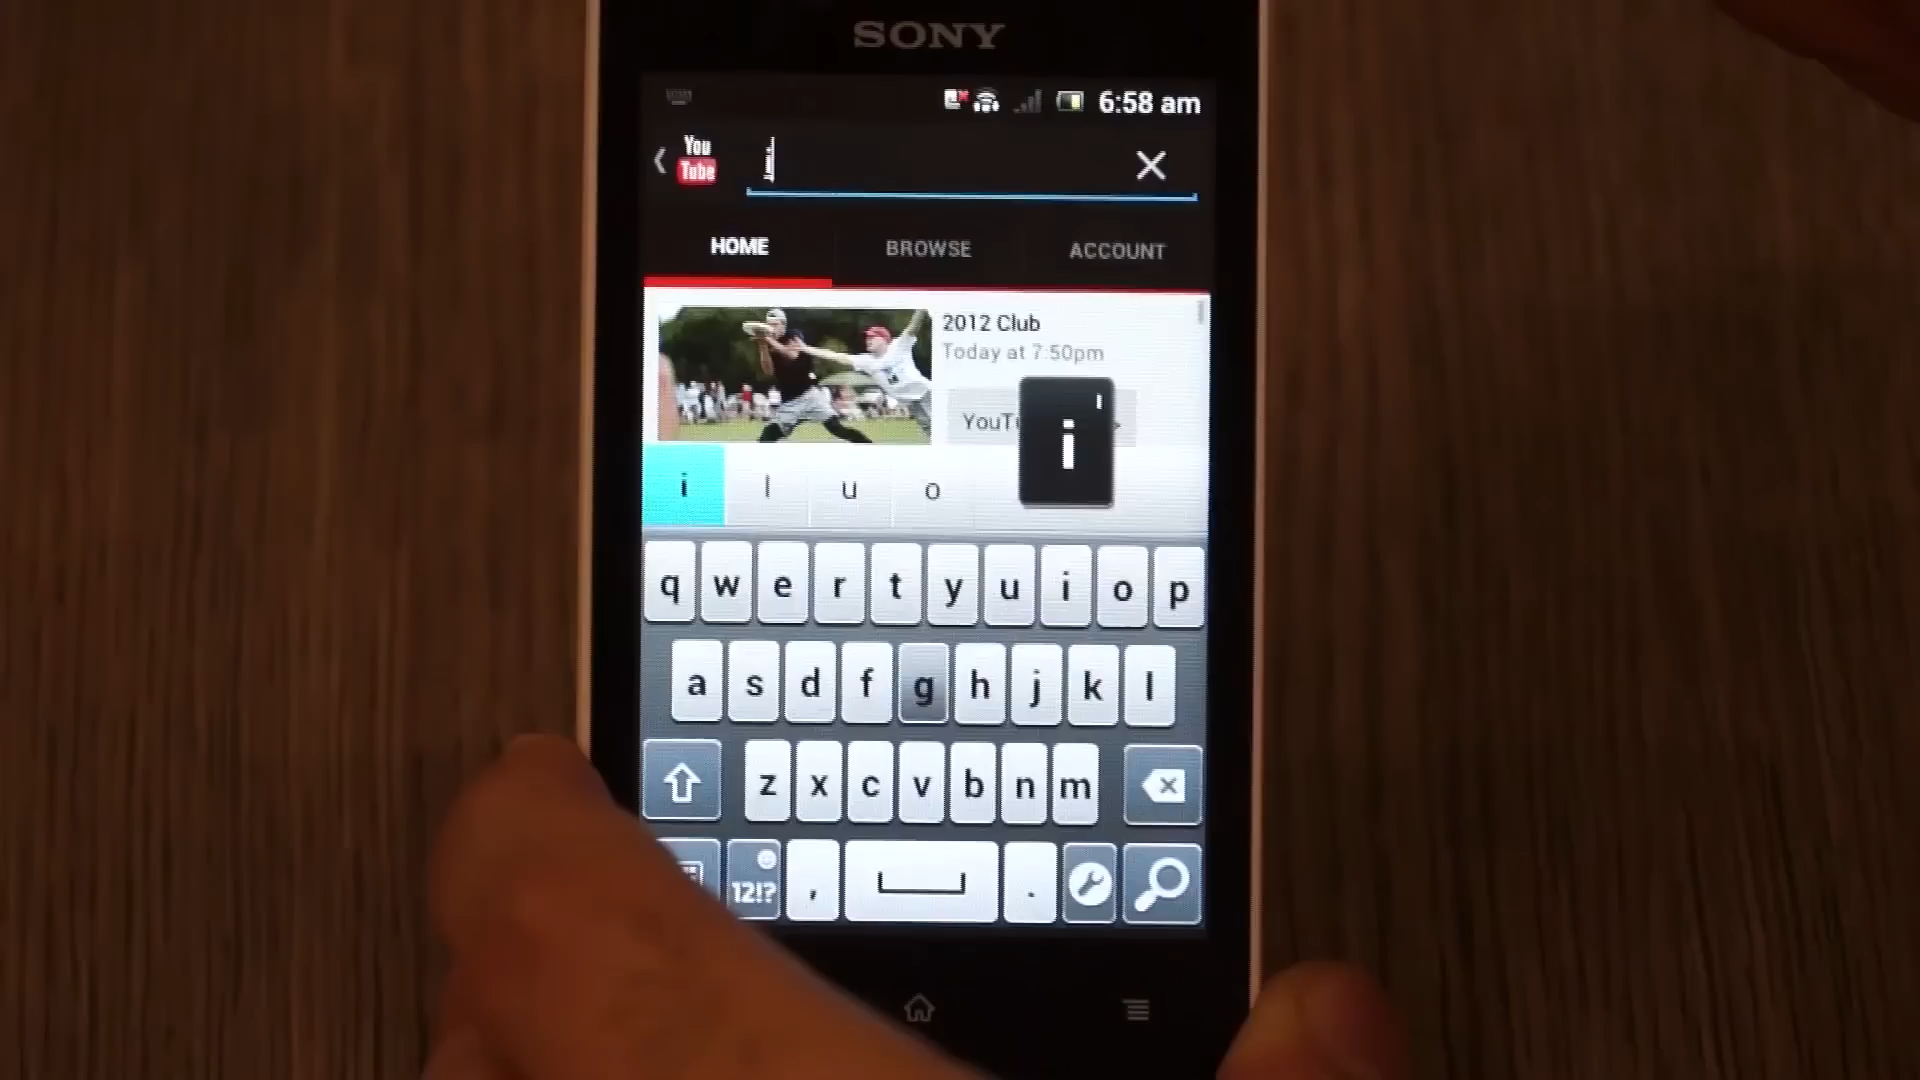 SONY
6:58 am
You
Tube
i
HOME
BROWSE
ACCOUNT
2012 Club
Today at 7:50pm
i
i l u o
q w e r t y u i o p
a s d f g h j k l
z x c v b n m
12!? , .